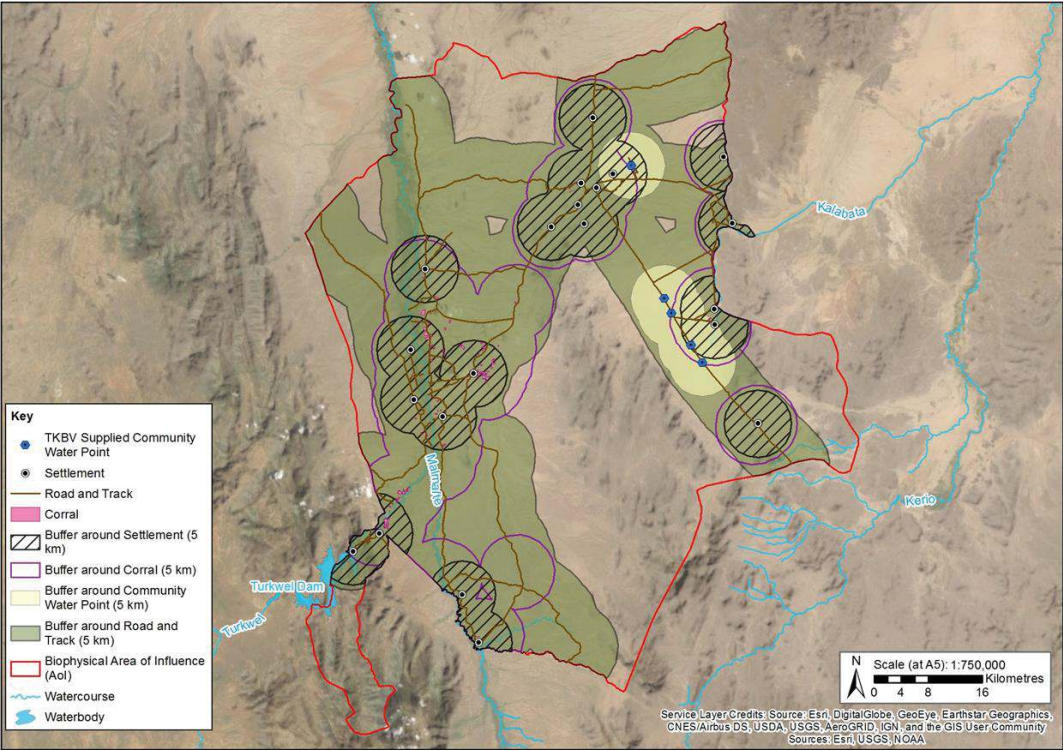 Kalabata
Malmalte
Kerio
Turkwel Dam
Turkwel
Key
TKBV Supplied Community
Water Point
Settlement
Road and Track
Corral
Buffer around Settlement (5
km)
Buffer around Corral (5 km)
Buffer around Community
Water Point (5 km)
Buffer around Road and
Track (5 km)
Biophysical Area of Influence
(AoI)
Watercourse
Waterbody
N
Scale (at A5): 1:750,000
Kilometres
0 4 8 16
Service Layer Credits: Source: Esri, DigitalGlobe, GeoEye, Earthstar Geographics,
CNES/Airbus DS, USDA, USGS, AeroGRID, IGN, and the GIS User Community
Sources: Esri, USGS, NOAA